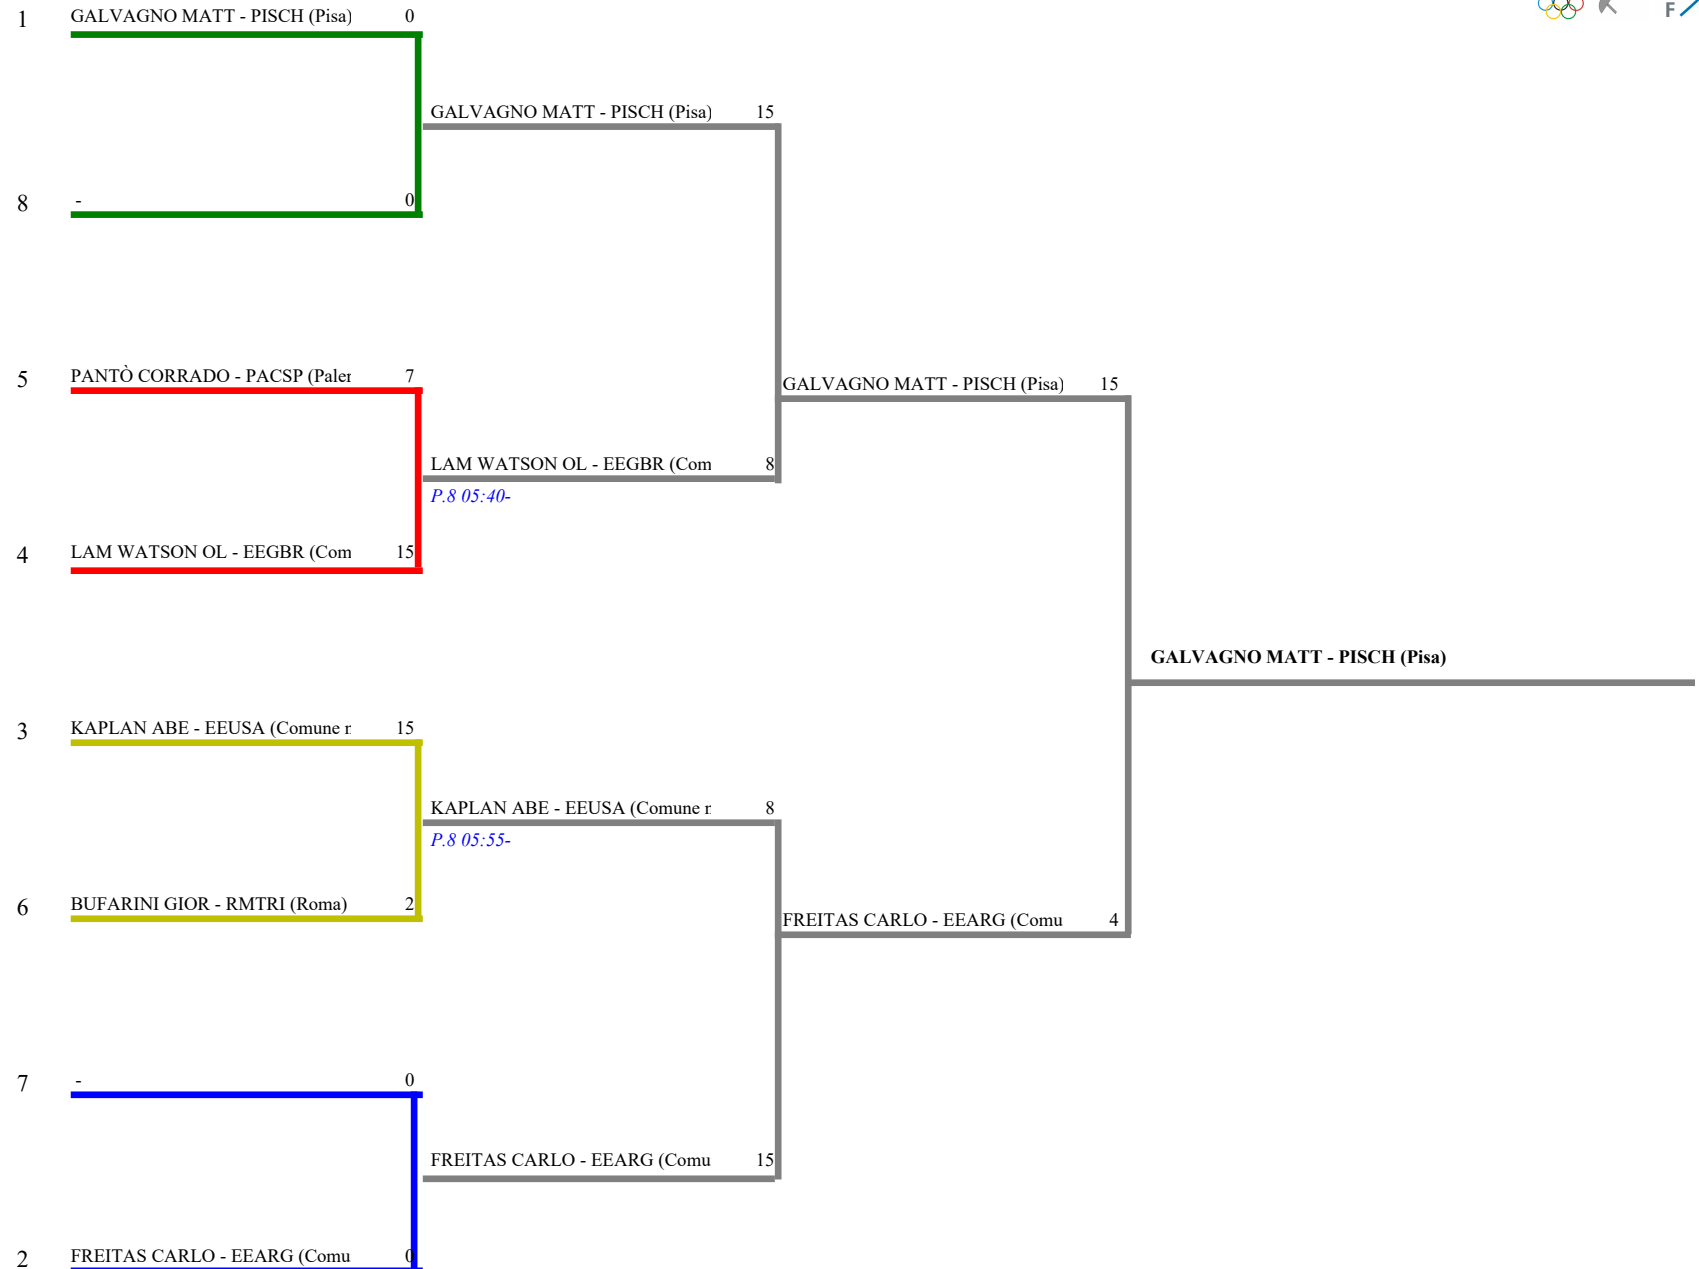 1 GALVAGNO MATT - PISCH (Pisa) 0
GALVAGNO MATT - PISCH (Pisa) 15
8 - 0
5 PANTÒ CORRADO - PACSP (Paler 7
GALVAGNO MATT - PISCH (Pisa) 15
LAM WATSON OL - EEGBR (Com 8
P.8 05:40-
4 LAM WATSON OL - EEGBR (Com 15
GALVAGNO MATT - PISCH (Pisa)
3 KAPLAN ABE - EEUSA (Comune r 15
KAPLAN ABE - EEUSA (Comune r 8
P.8 05:55-
6 BUFARINI GIOR - RMTRI (Roma) 2
FREITAS CARLO - EEARG (Comu 4
7 - 0
FREITAS CARLO - EEARG (Comu 15
2 FREITAS CARLO - EEARG (Comu 0
F